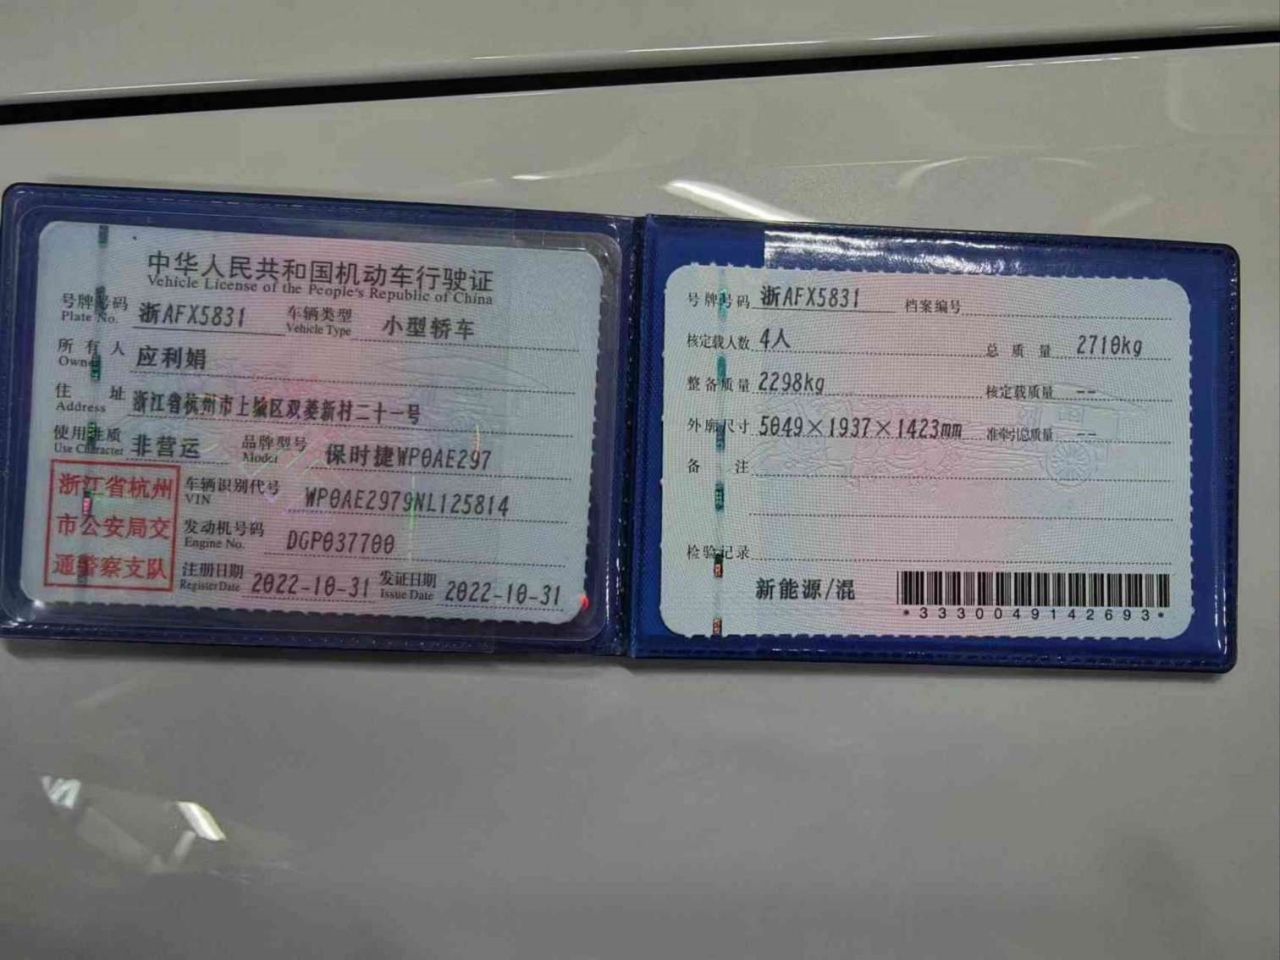 中华人民共和国机动车行驶证
Vehicle License of the People's Republic of China
号牌号码 浙AFX5831 车辆类型 小型轿车
Plate No. Vehicle Type
所有人 应利娟
Owner
住址 浙江省杭州市上城区双菱新村二十一号
Address
使用性质 非营运 品牌型号 保时捷WP0AE297
Use Character Model
浙江省杭州
市公安局交
通警察支队
车辆识别代号 WP0AE2979NL125814
VIN
发动机号码 DGP037700
Engine No.
注册日期 2022-10-31 发证日期 2022-10-31
Register Date Issue Date
号牌号码 浙AFX5831 档案编号
核定载人数 4人 总质量 2710kg
整备质量 2298kg 核定载质量 --
外廓尺寸 5049×1937×1423mm 准牵引总质量 --
备注
检验记录
新能源/混
*3330049142693*